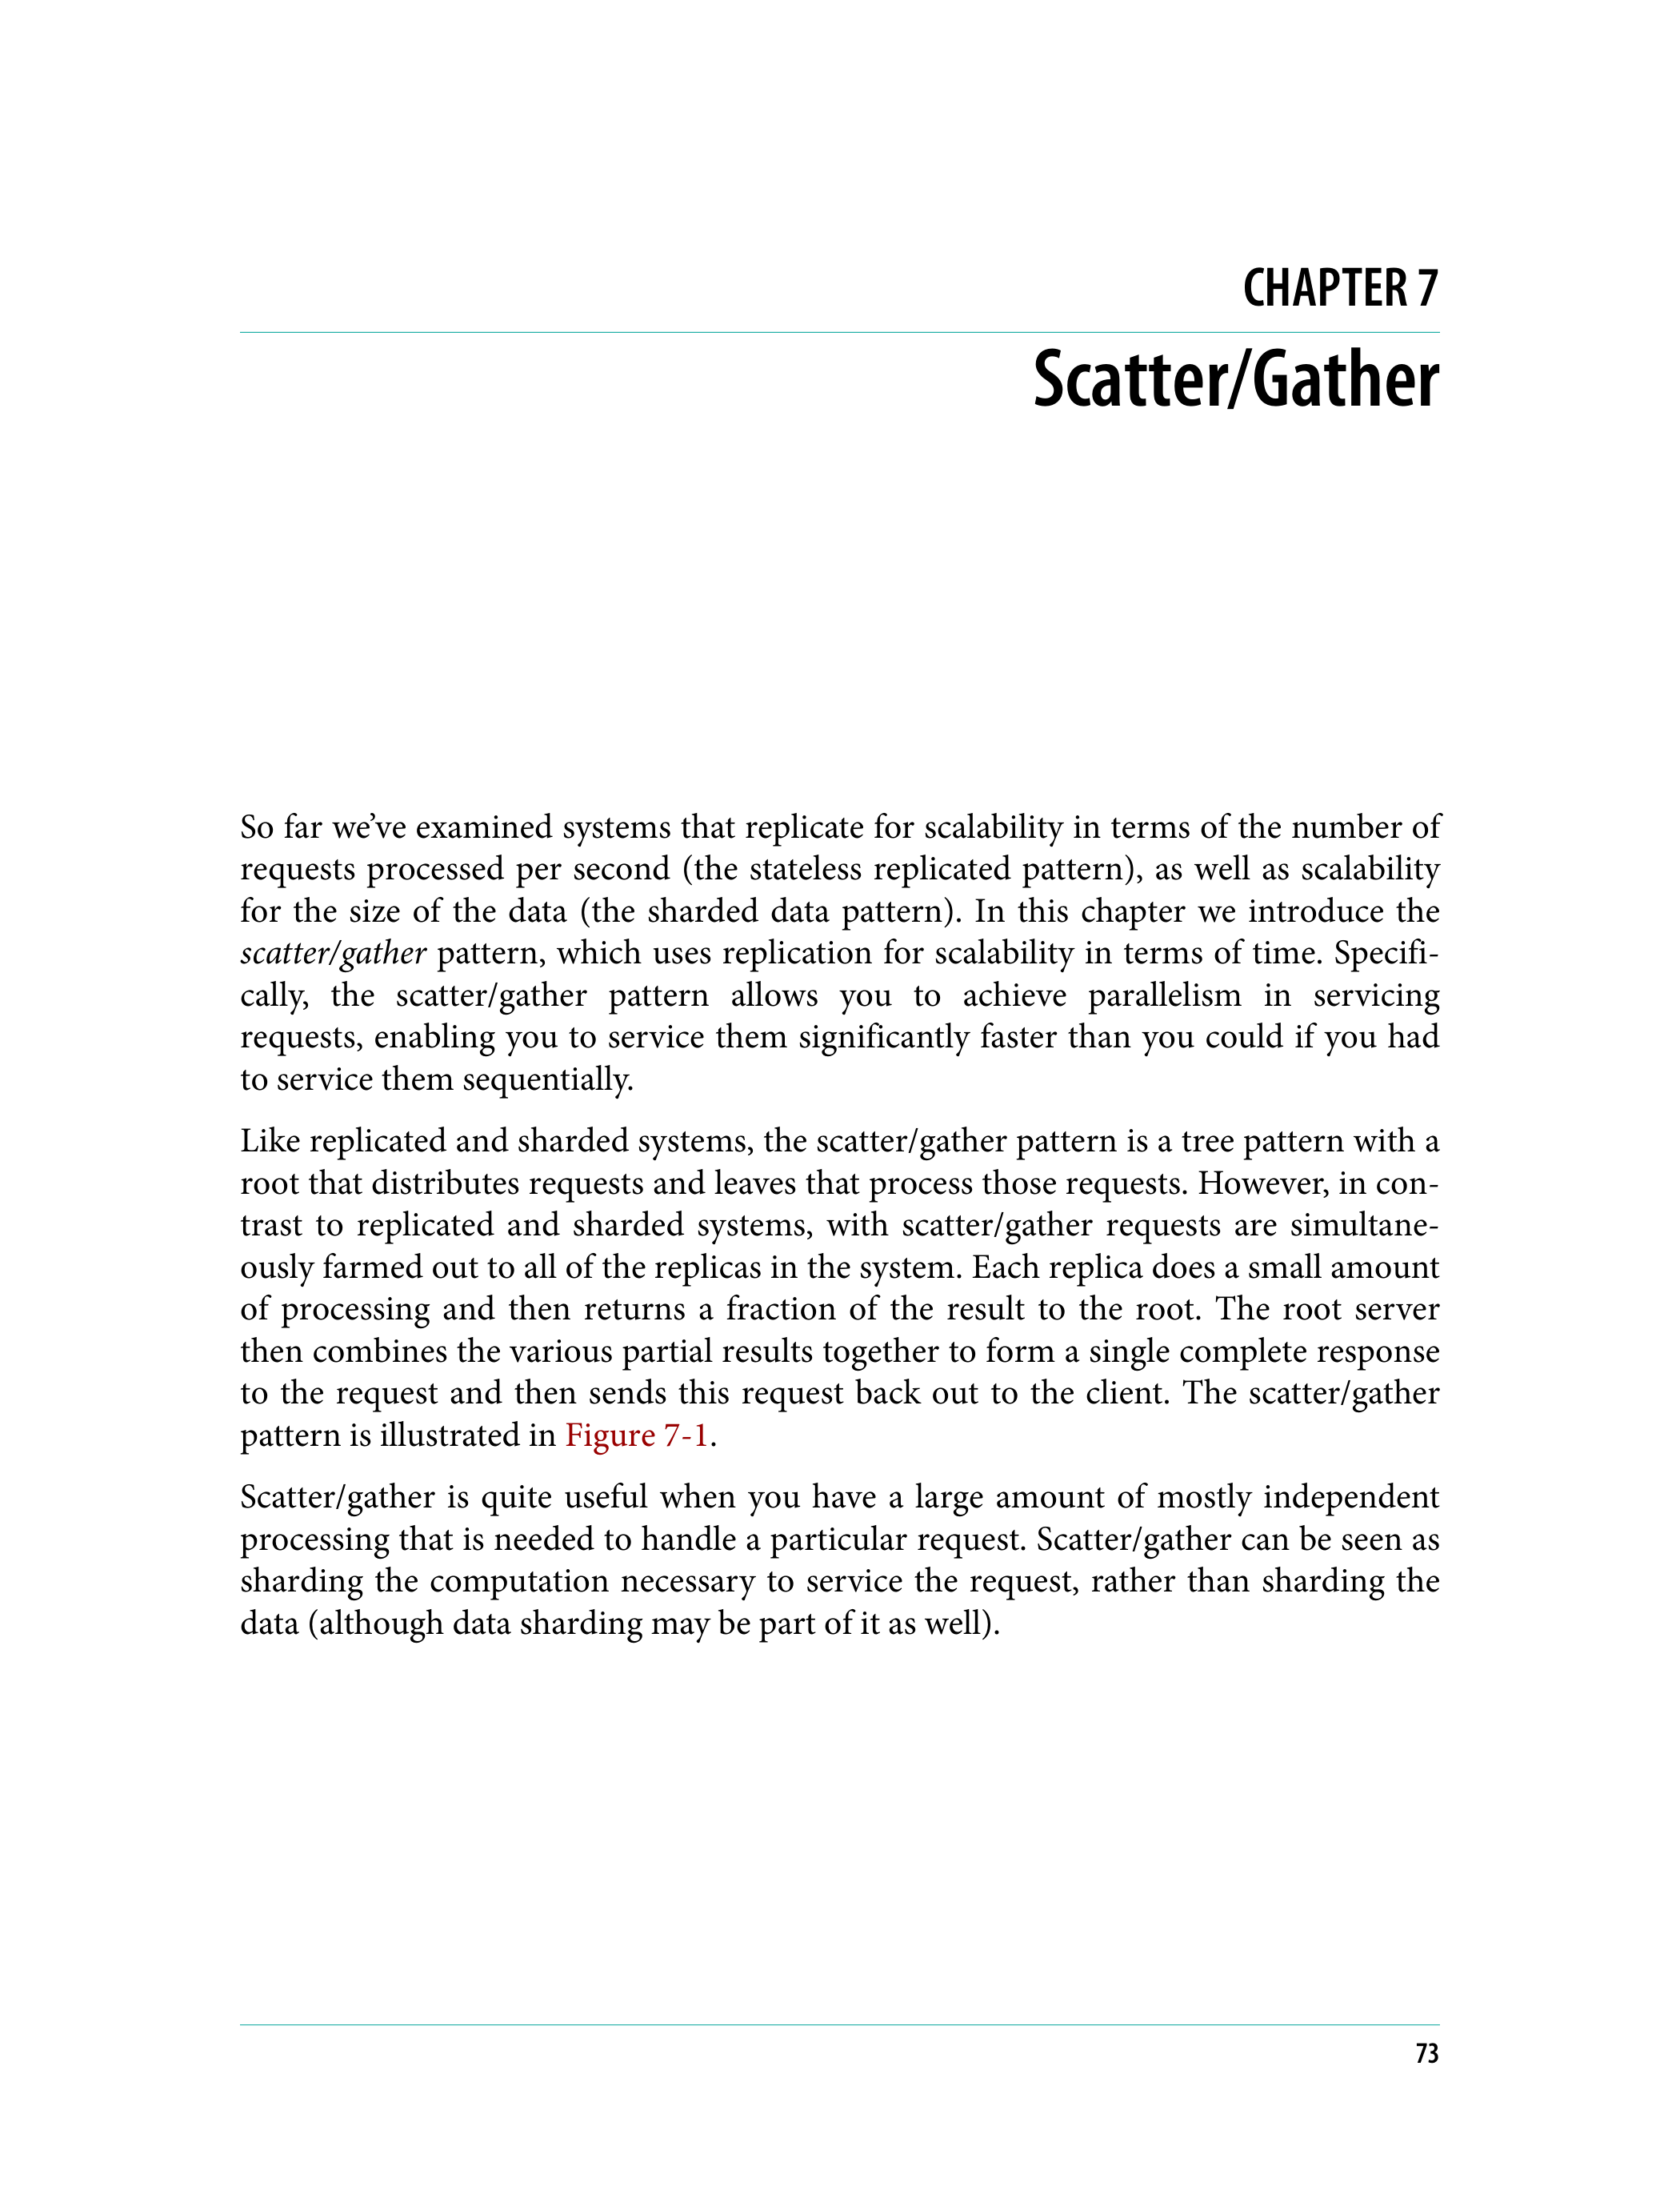 CHAPTER 7
Scatter/Gather
So far we’ve examined systems that replicate for scalability in terms of the number of
requests processed per second (the stateless replicated pattern), as well as scalability
for the size of the data (the sharded data pattern). In this chapter we introduce the
scatter/gather pattern, which uses replication for scalability in terms of time. Specifi-
cally, the scatter/gather pattern allows you to achieve parallelism in servicing
requests, enabling you to service them significantly faster than you could if you had
to service them sequentially.
Like replicated and sharded systems, the scatter/gather pattern is a tree pattern with a
root that distributes requests and leaves that process those requests. However, in con-
trast to replicated and sharded systems, with scatter/gather requests are simultane-
ously farmed out to all of the replicas in the system. Each replica does a small amount
of processing and then returns a fraction of the result to the root. The root server
then combines the various partial results together to form a single complete response
to the request and then sends this request back out to the client. The scatter/gather
pattern is illustrated in Figure 7-1.
Scatter/gather is quite useful when you have a large amount of mostly independent
processing that is needed to handle a particular request. Scatter/gather can be seen as
sharding the computation necessary to service the request, rather than sharding the
data (although data sharding may be part of it as well).
73